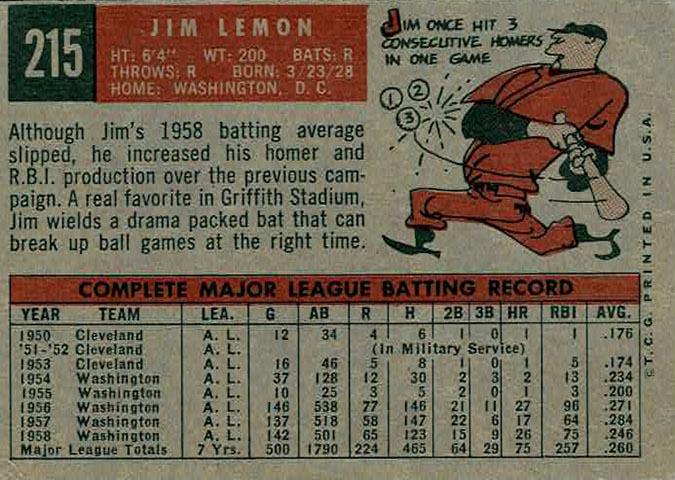 215
JIM LEMON
HT: 6'4" WT: 200 BATS: R
THROWS: R BORN: 3/23/28
HOME: WASHINGTON, D. C.
JIM ONCE HIT 3
CONSECUTIVE HOMERS
IN ONE GAME
1 2
3
Although Jim's 1958 batting average
slipped, he increased his homer and
R.B.I. production over the previous cam-
paign. A real favorite in Griffith Stadium,
Jim wields a drama packed bat that can
break up ball games at the right time.
COMPLETE MAJOR LEAGUE BATTING RECORD
YEAR TEAM LEA. G AB R H 2B 3B HR RBI AVG.
1950 Cleveland A. L. 12 34 4 6 1 0 1 1 .176
'51-'52 Cleveland A. L. (In Military Service)
1953 Cleveland A. L. 16 46 5 8 1 0 1 5 .174
1954 Washington A. L. 37 128 12 30 2 3 2 13 .234
1955 Washington A. L. 10 25 3 5 2 0 1 3 .200
1956 Washington A. L. 146 538 77 146 21 11 27 96 .271
1957 Washington A. L. 137 518 58 147 22 6 17 64 .284
1958 Washington A. L. 142 501 65 123 15 9 26 75 .246
Major League Totals 7 Yrs. 500 1790 224 465 64 29 75 257 .260
© T. C. G. PRINTED IN U.S.A.